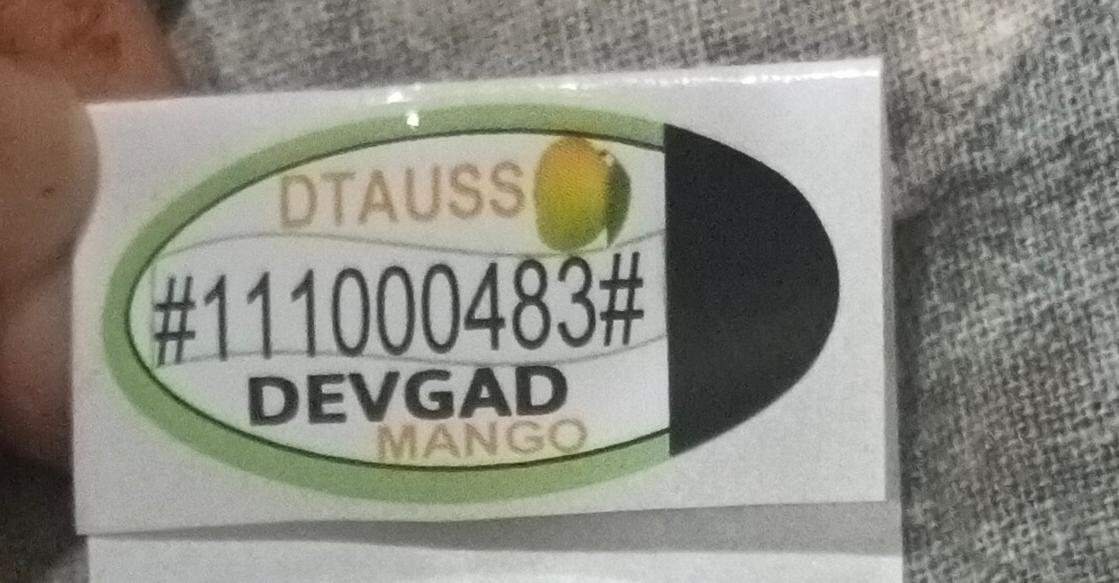 DTAUSS
#111000483#
DEVGAD
MANGO